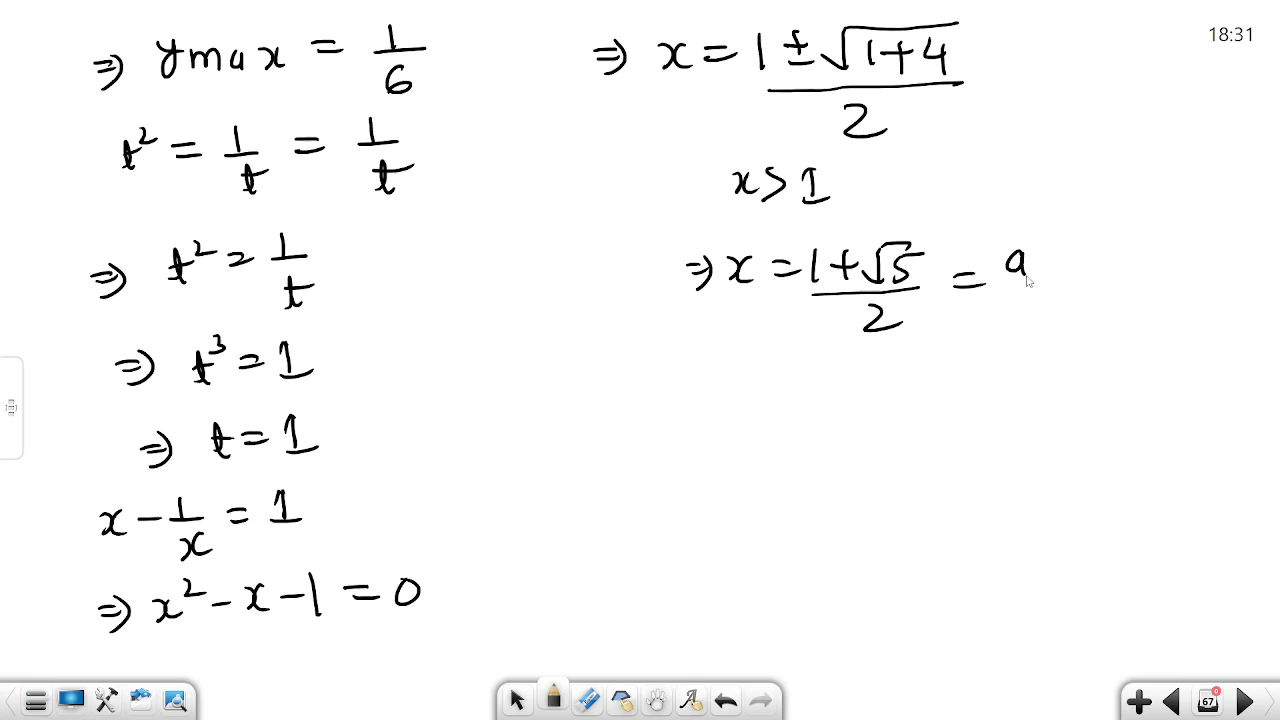 18:31
⇒ ymax = 1/6
t² = 1/t = 1/t
⇒ t² = 1/t
⇒ t³ = 1
⇒ t = 1
x - 1/x = 1
⇒ x² - x - 1 = 0
⇒ x = (1 ± √(1+4))/2
x > 1
⇒ x = (1+√5)/2 = a
67
0